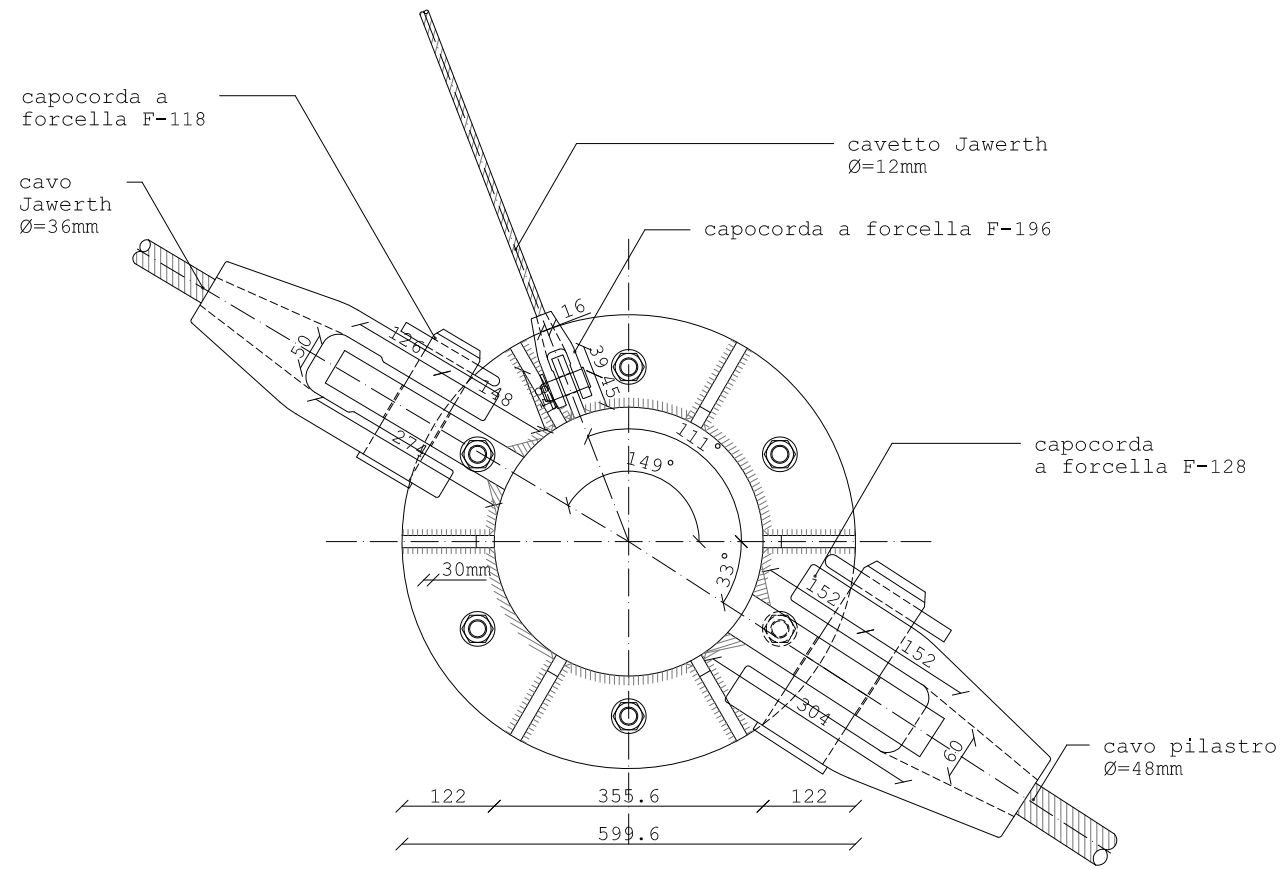 capocorda a
forcella F-118
cavetto Jawerth
Ø=12mm
cavo
Jawerth
Ø=36mm
capocorda a forcella F-196
16
126
50
39
45
148
274
111°
149°
capocorda
a forcella F-128
33°
30mm
152
152
304
60
cavo pilastro
Ø=48mm
122
355.6
122
599.6